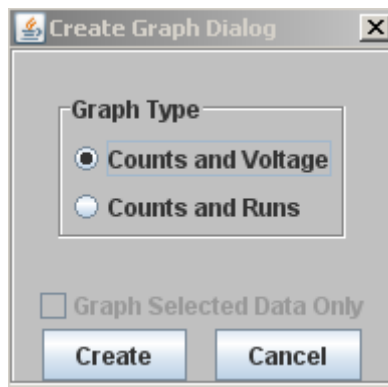 Create Graph Dialog
Graph Type
Counts and Voltage
Counts and Runs
Graph Selected Data Only
Create
Cancel